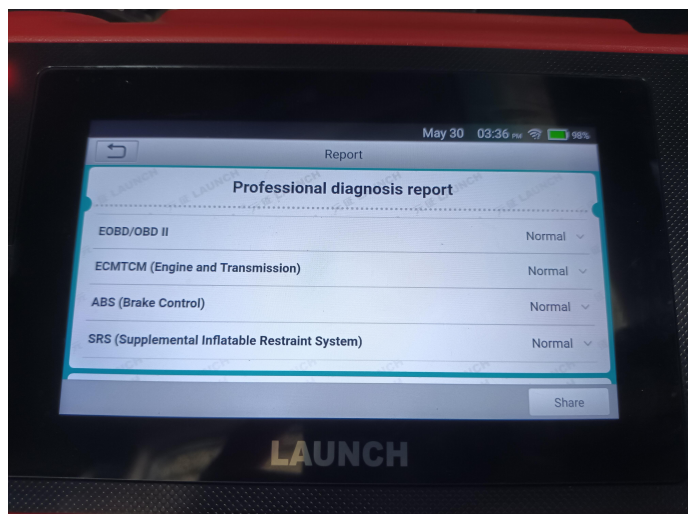 May 30 03:36 PM 98%
Report
Professional diagnosis report
EOBD/OBD II Normal
ECMTCM (Engine and Transmission) Normal
ABS (Brake Control) Normal
SRS (Supplemental Inflatable Restraint System) Normal
Share
LAUNCH